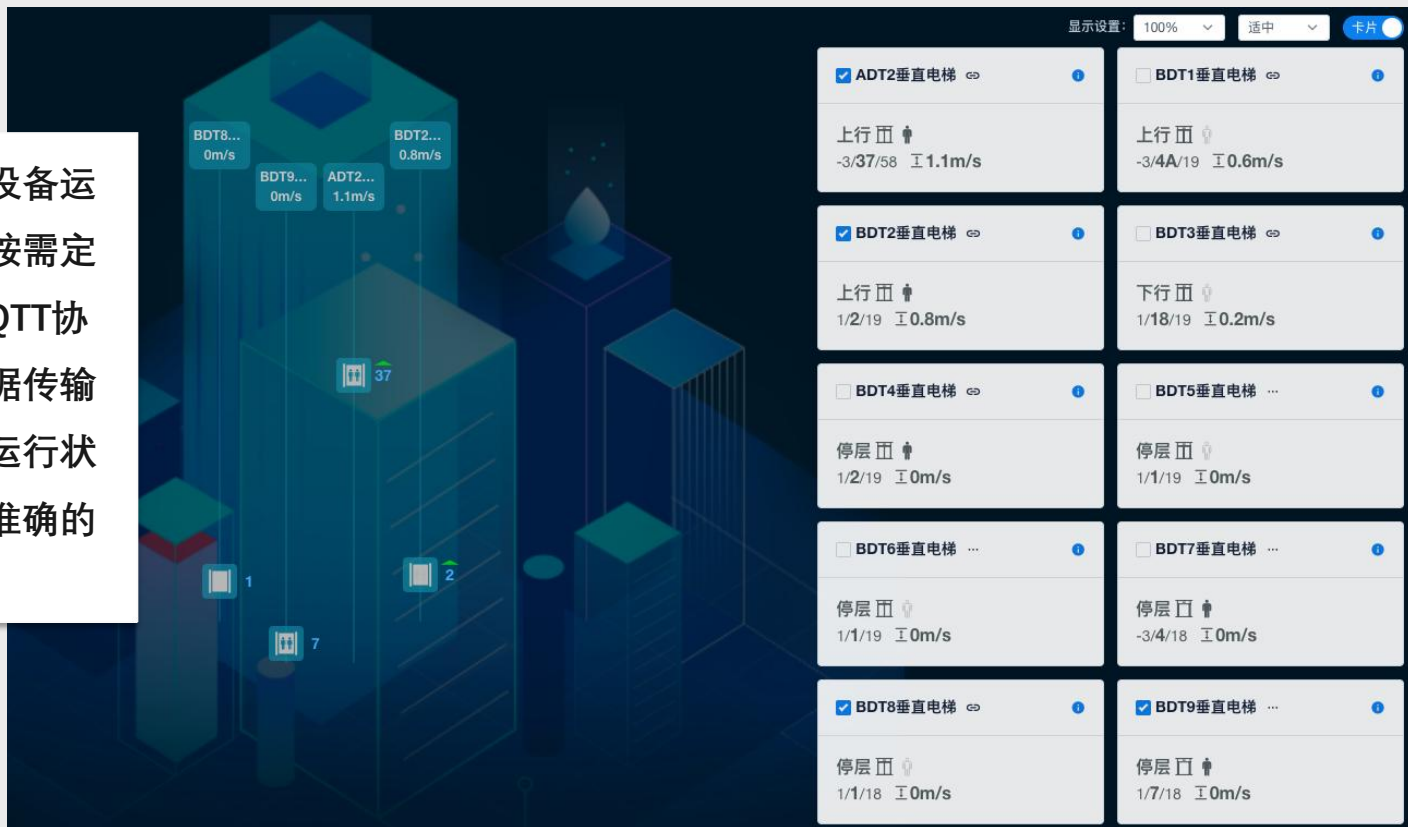 显示设置: 100% 适中 卡片
设备运
按需定
QTT协
据传输
运行状
准确的
BDT8...
0m/s
BDT9...
0m/s
ADT2...
1.1m/s
BDT2...
0.8m/s
37
1
2
7
ADT2垂直电梯
上行
-3/37/58 1.1m/s
BDT1垂直电梯
上行
-3/4A/19 0.6m/s
BDT2垂直电梯
上行
1/2/19 0.8m/s
BDT3垂直电梯
下行
1/18/19 0.2m/s
BDT4垂直电梯
停层
1/2/19 0m/s
BDT5垂直电梯 ...
停层
1/1/19 0m/s
BDT6垂直电梯 ...
停层
1/1/19 0m/s
BDT7垂直电梯 ...
停层
-3/4/18 0m/s
BDT8垂直电梯
停层
1/1/18 0m/s
BDT9垂直电梯 ...
停层
1/7/18 0m/s